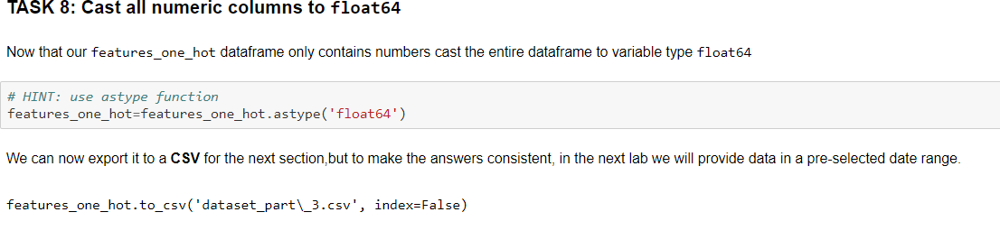 TASK 8: Cast all numeric columns to float64
Now that our features_one_hot dataframe only contains numbers cast the entire dataframe to variable type float64
# HINT: use astype function
features_one_hot=features_one_hot.astype('float64')
We can now export it to a CSV for the next section,but to make the answers consistent, in the next lab we will provide data in a pre-selected date range.
features_one_hot.to_csv('dataset_part\_3.csv', index=False)